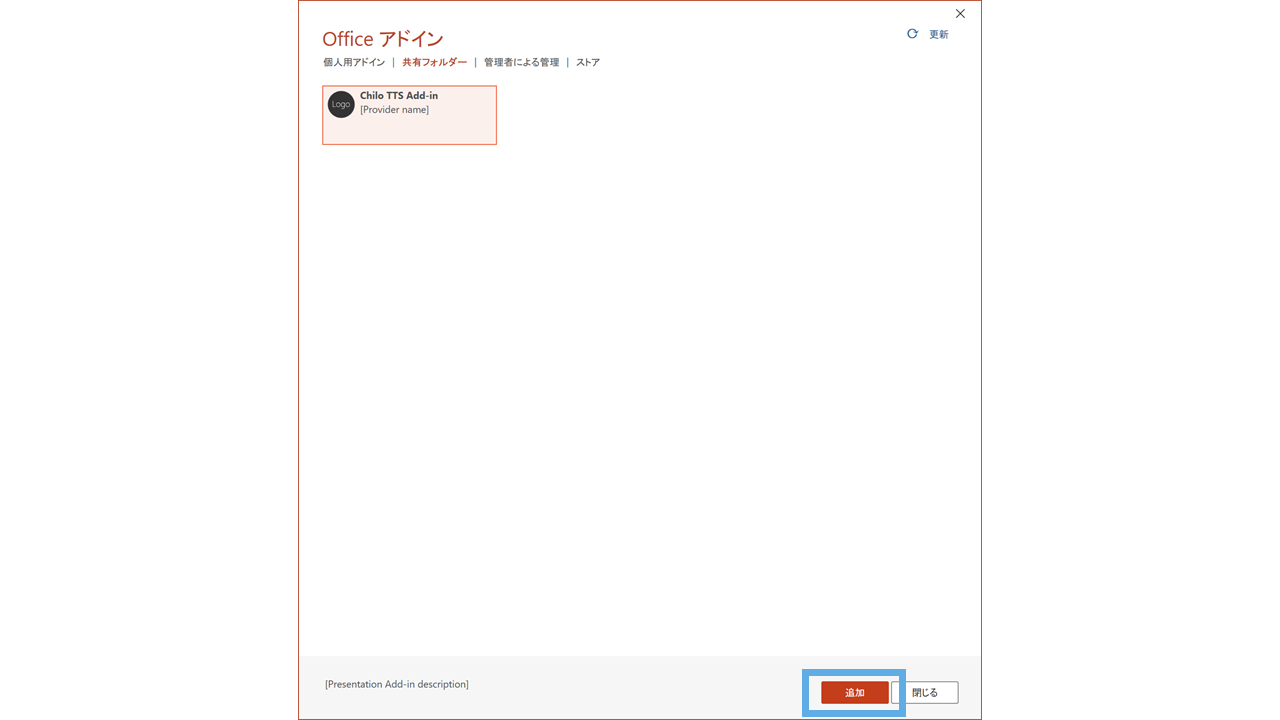 Office アドイン
更新
個人用アドイン | 共有フォルダー | 管理者による管理 | ストア
Logo
Chilo TTS Add-in
[Provider name]
[Presentation Add-in description]
追加
閉じる